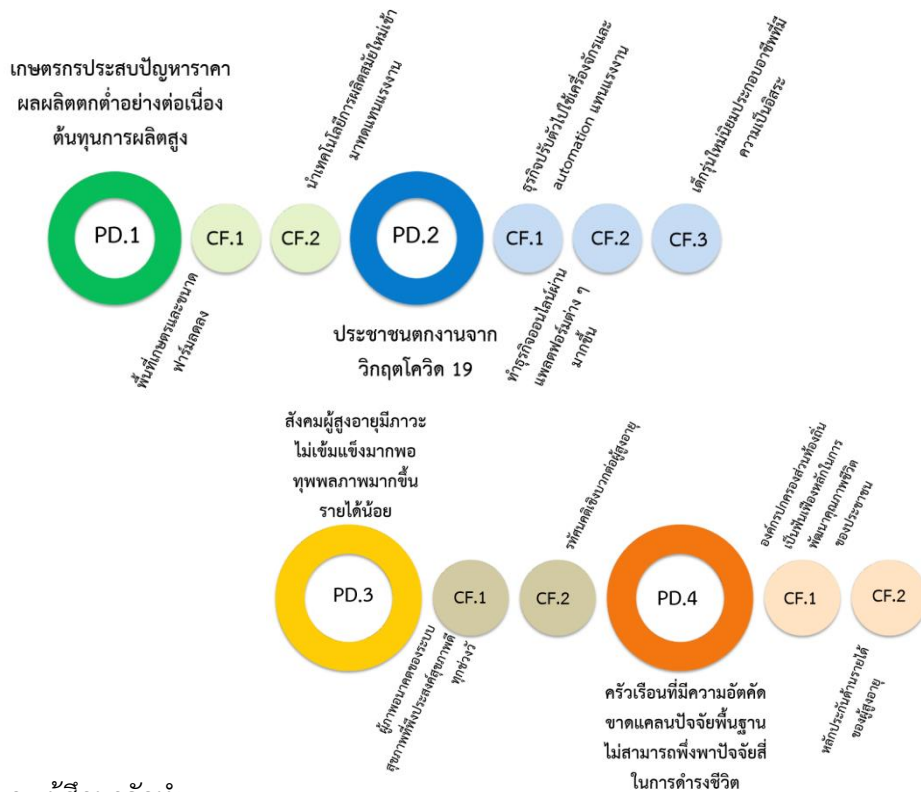 เกษตรกรประสบปัญหาราคา
ผลผลิตตกต่ำอย่างต่อเนื่อง
ต้นทุนการผลิตสูง
นำเทคโนโลยีการผลิตสมัยใหม่เข้า
มาทดแทนแรงงาน
ธุรกิจปรับตัวไปใช้เครื่องจักรและ
automation แทนแรงงาน
เด็กรุ่นใหม่นิยมประกอบอาชีพที่มี
ความเป็นอิสระ
PD.1
CF.1
CF.2
PD.2
CF.1
CF.2
CF.3
พื้นที่เกษตรและขนาด
ฟาร์มลดลง
ประชาชนตกงานจาก
วิกฤตโควิด 19
ทำธุรกิจออนไลน์ผ่าน
แพลตฟอร์มต่าง ๆ
มากขึ้น
สังคมผู้สูงอายุมีภาวะ
ไม่เข้มแข็งมากพอ
ทุพพลภาพมากขึ้น
รายได้น้อย
รทัศนคติเชิงบวกต่อผู้สูงอายุ
องค์กรปกครองส่วนท้องถิ่น
เป็นฟันเฟืองหลักในการ
พัฒนาคุณภาพชีวิต
ของประชาชน
PD.3
CF.1
CF.2
PD.4
CF.1
CF.2
ผู้ภาพอนาคตของระบบ
สุขภาพที่พึงประสงค์สุขภาพดี
ทุกช่วงวั
ครัวเรือนที่มีความอัตคัด
ขาดแคลนปัจจัยพื้นฐาน
ไม่สามารถพึ่งพาปัจจัยสี่
ในการดำรงชีวิต
หลักประกันด้านรายได้
ของผู้สูงอายุ